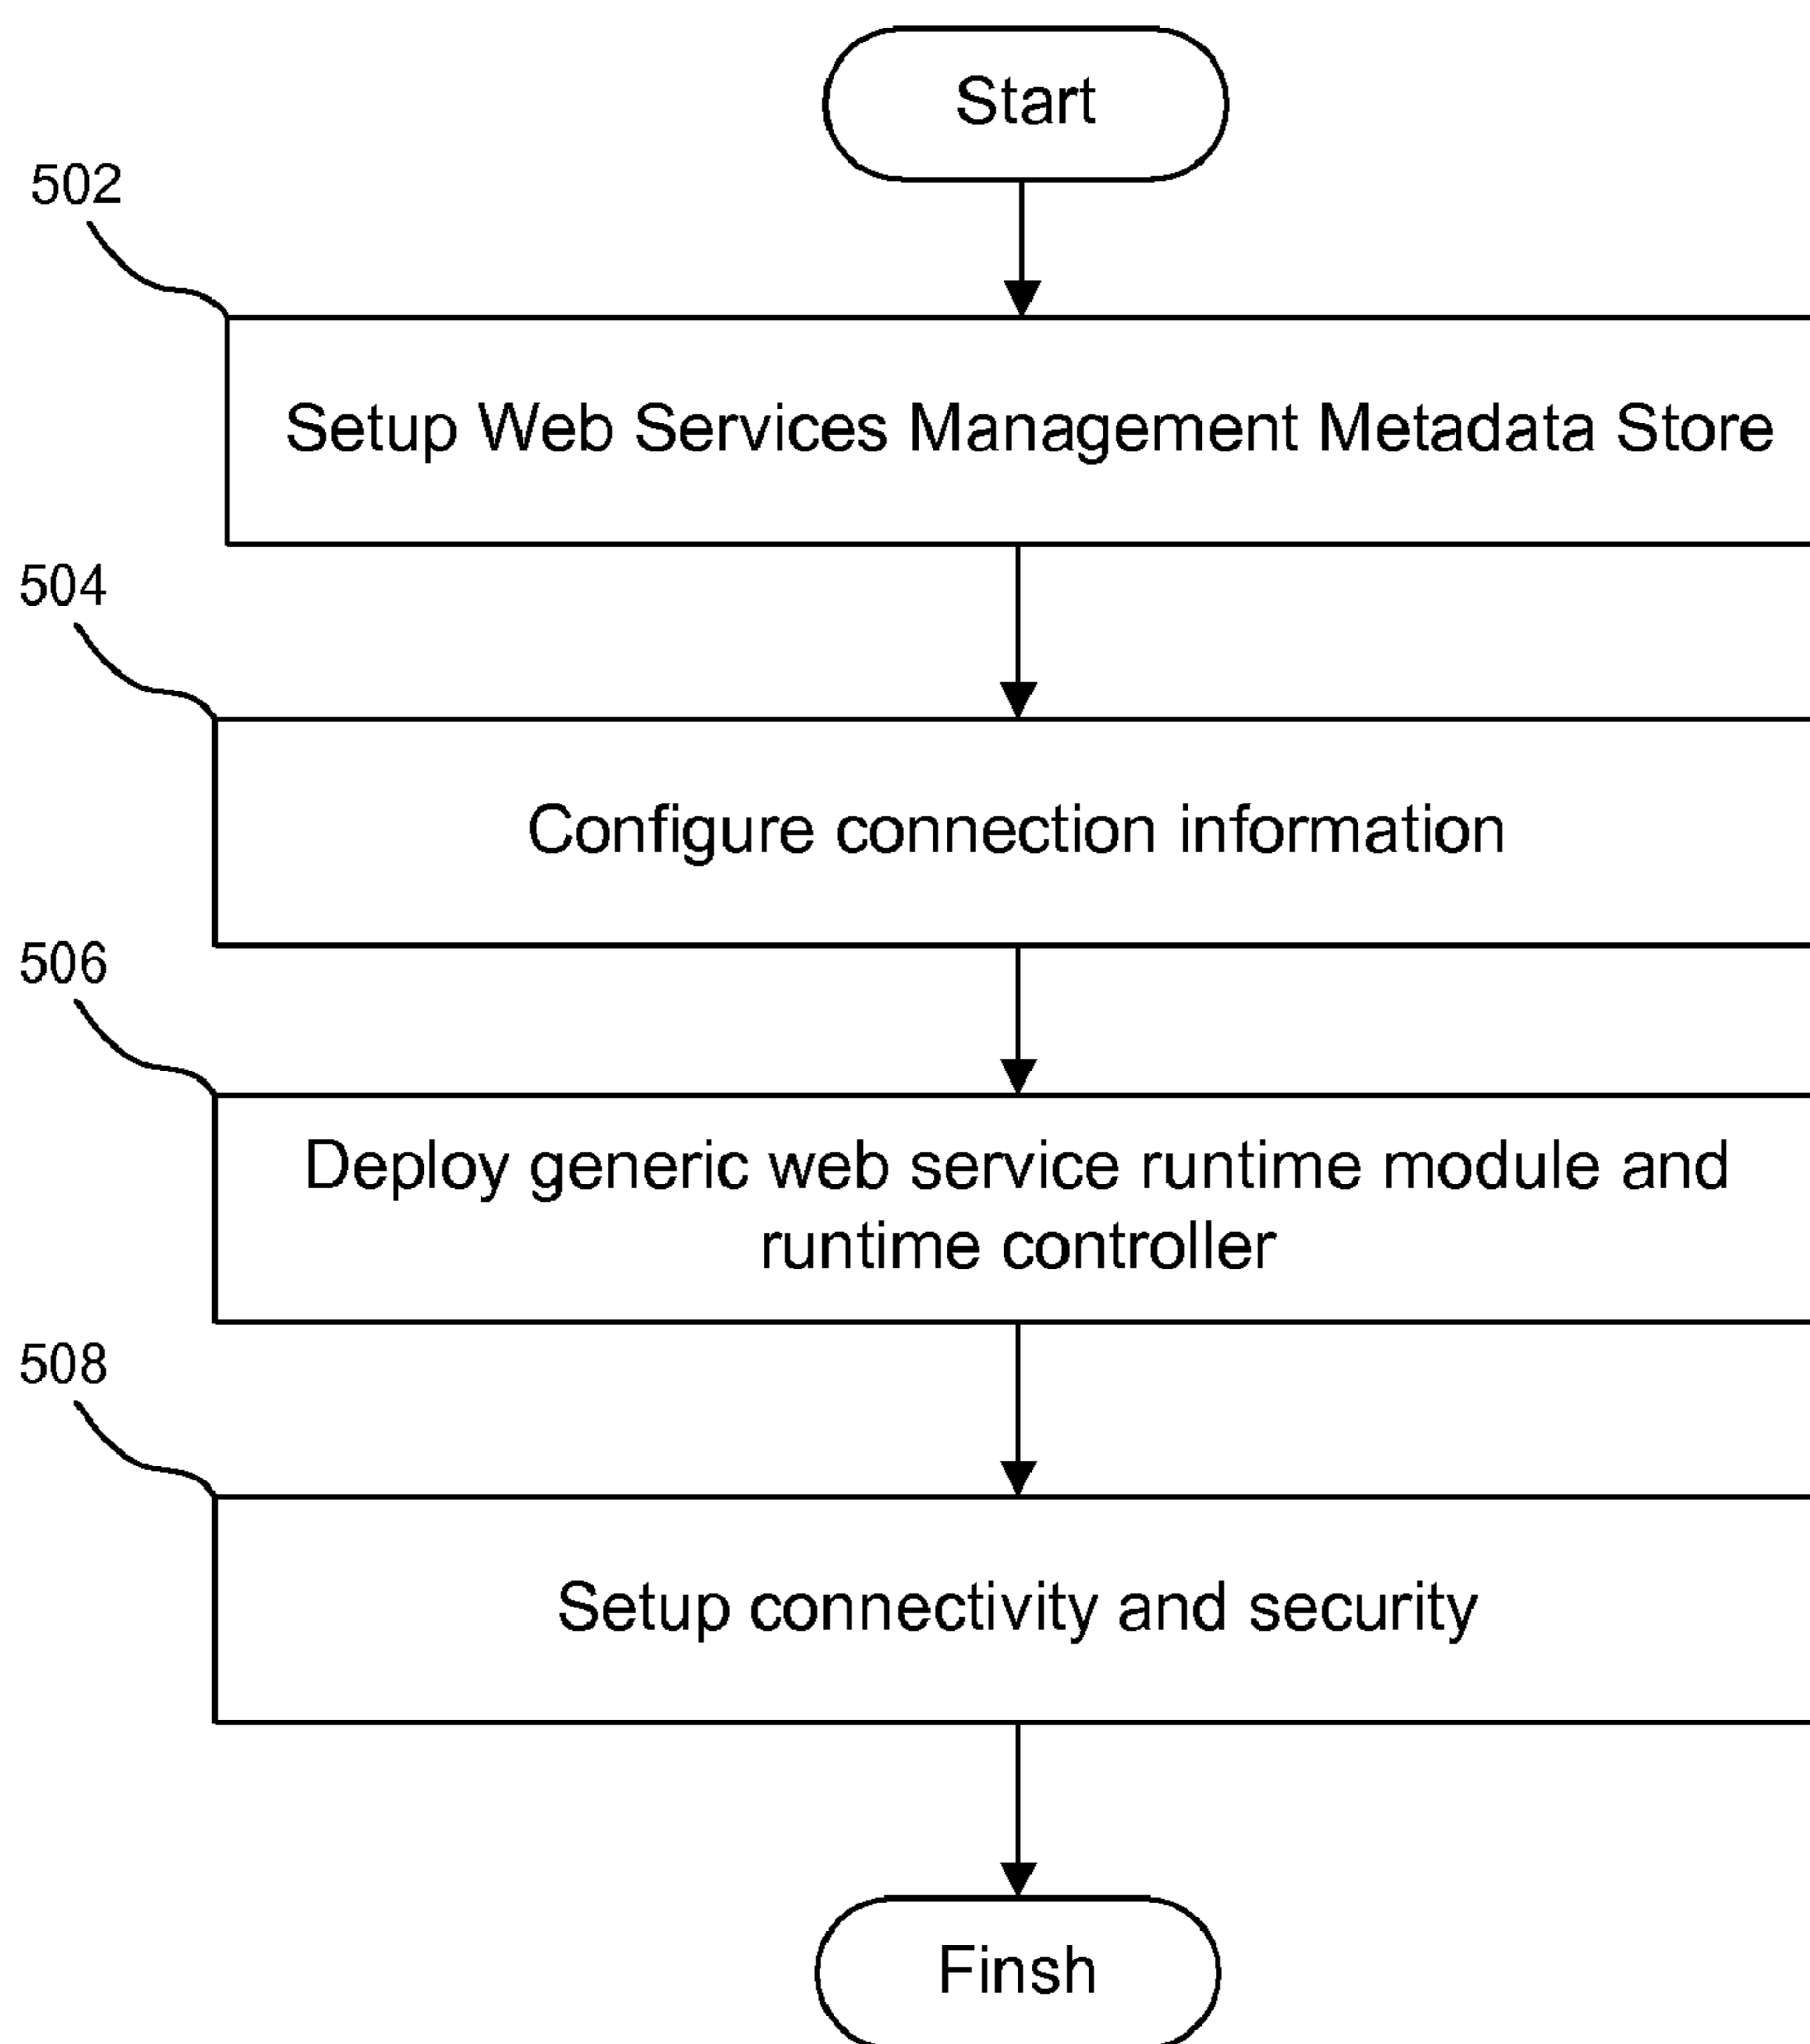 Start
502
Setup Web Services Management Metadata Store
504
Configure connection information
506
Deploy generic web service runtime module and
runtime controller
508
Setup connectivity and security
Finsh